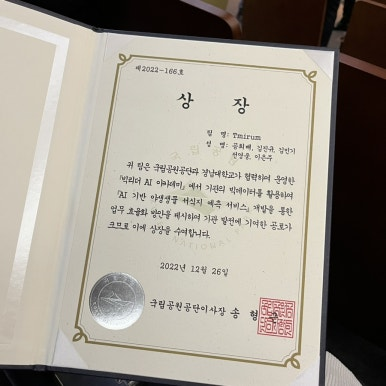 제2022-166호
상 장
팀 명: Tmirum
성 명: 공희배, 김진규, 김민기
전양웅, 이은주
귀 팀은 국립공원공단과 경남대학교가 협력하여 운영한
「빅리더 AI 아카데미」에서 기관의 빅데이터를 활용하여
「AI 기반 야생생물 서식지 예측 서비스」 개발을 통한
업무 효율화 방안을 제시하여 기관 발전에 기여한 공로가
크므로 이에 상장을 수여합니다.
2022년 12월 26일
국립공원공단이사장 송 형